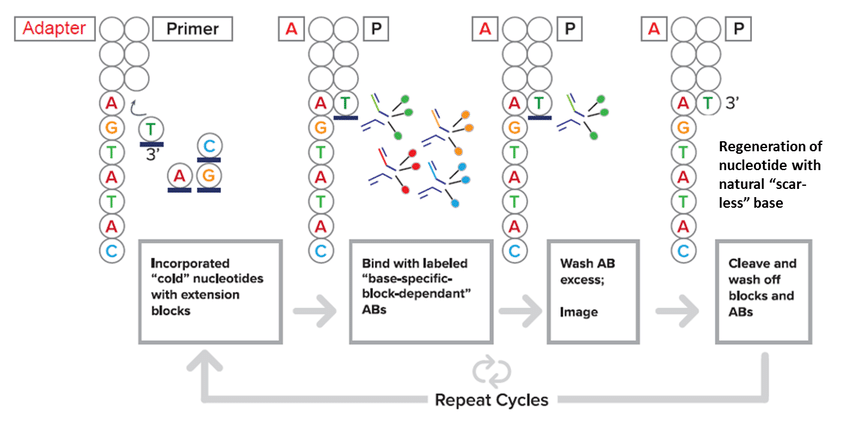 Adapter
Primer
A P
A P
A P
A
G
T
A
T
A
C
T
3’
A
C
G
A T
G
T
A
T
A
C
A T
G
T
A
T
A
C
A T 3’
G
T
A
T
A
C
Regeneration of
nucleotide with
natural “scar-
less” base
Incorporated
“cold” nucleotides
with extension
blocks
Bind with labeled
“base-specific-
block-dependant”
ABs
Wash AB
excess;
Image
Cleave and
wash off
blocks and
ABs
Repeat Cycles